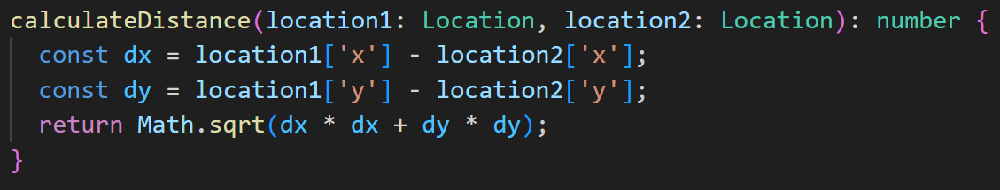 calculateDistance(location1: Location, location2: Location): number {
  const dx = location1['x'] - location2['x'];
  const dy = location1['y'] - location2['y'];
  return Math.sqrt(dx * dx + dy * dy);
}